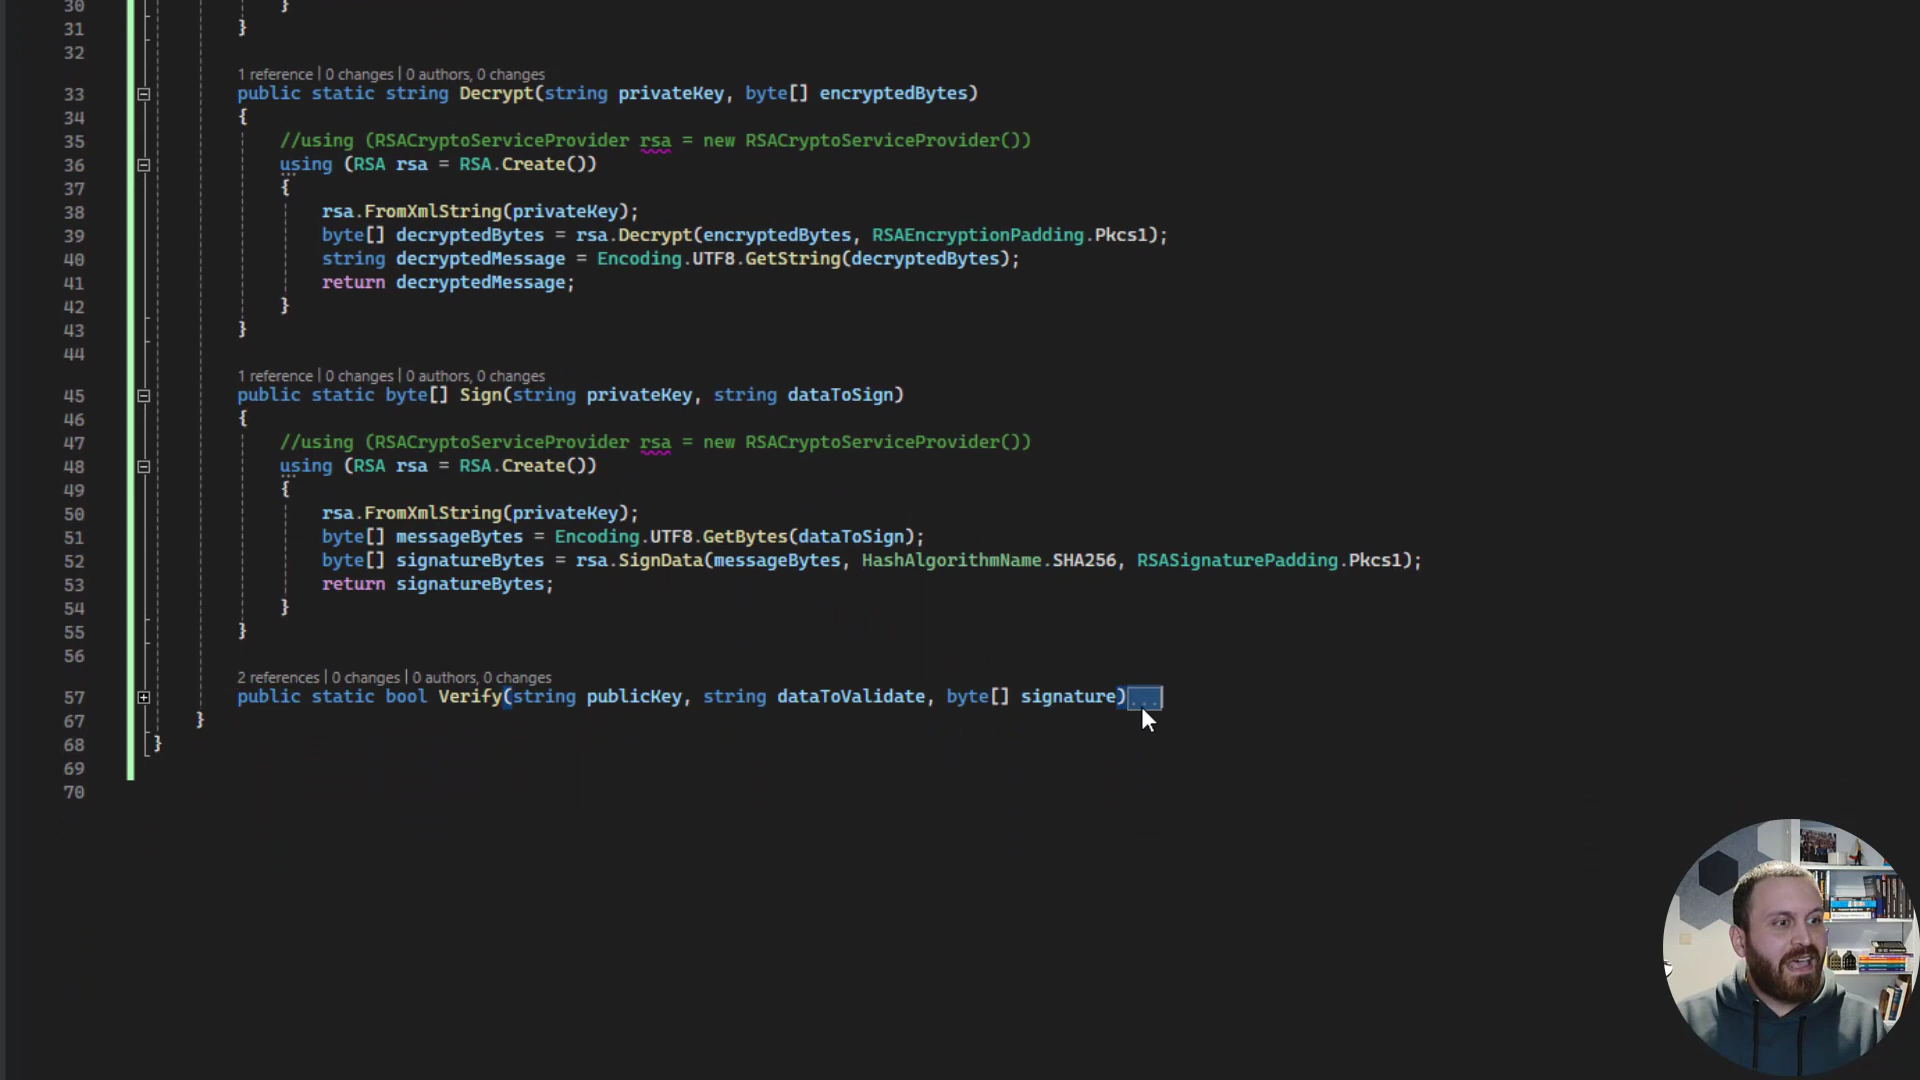 30 }
31 }
32
1 reference | 0 changes | 0 authors, 0 changes
33 public static string Decrypt(string privateKey, byte[] encryptedBytes)
34 {
35 //using (RSACryptoServiceProvider rsa = new RSACryptoServiceProvider())
36 using (RSA rsa = RSA.Create())
37 {
38 rsa.FromXmlString(privateKey);
39 byte[] decryptedBytes = rsa.Decrypt(encryptedBytes, RSAEncryptionPadding.Pkcs1);
40 string decryptedMessage = Encoding.UTF8.GetString(decryptedBytes);
41 return decryptedMessage;
42 }
43 }
44
1 reference | 0 changes | 0 authors, 0 changes
45 public static byte[] Sign(string privateKey, string dataToSign)
46 {
47 //using (RSACryptoServiceProvider rsa = new RSACryptoServiceProvider())
48 using (RSA rsa = RSA.Create())
49 {
50 rsa.FromXmlString(privateKey);
51 byte[] messageBytes = Encoding.UTF8.GetBytes(dataToSign);
52 byte[] signatureBytes = rsa.SignData(messageBytes, HashAlgorithmName.SHA256, RSASignaturePadding.Pkcs1);
53 return signatureBytes;
54 }
55 }
56
2 references | 0 changes | 0 authors, 0 changes
57 public static bool Verify(string publicKey, string dataToValidate, byte[] signature)...
67 }
68 }
69
70